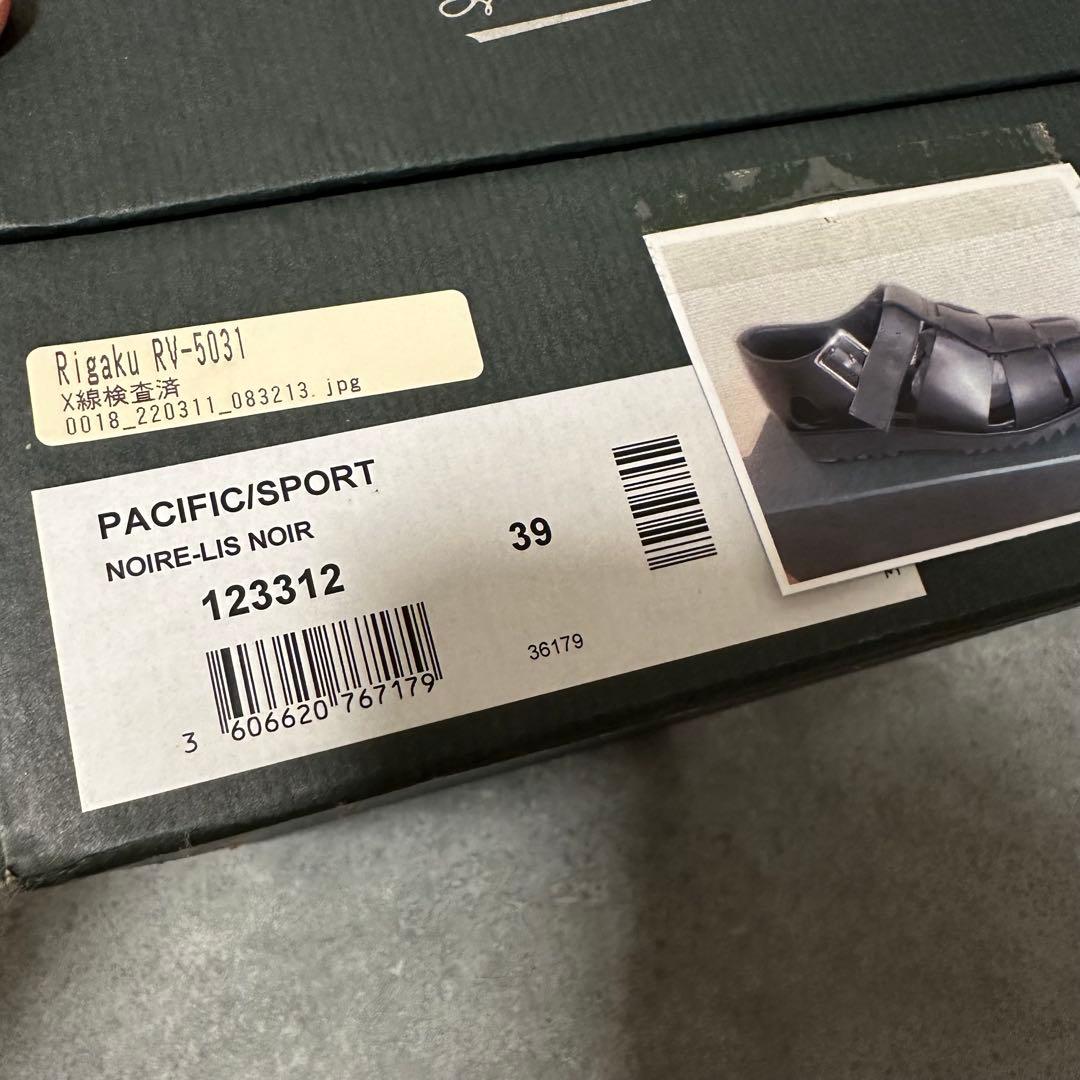 Rigaku RV-5031
X線検査済
0018_220311_083213.jpg
PACIFIC/SPORT
NOIRE-LIS NOIR
39
123312
36179
3 606620 767179